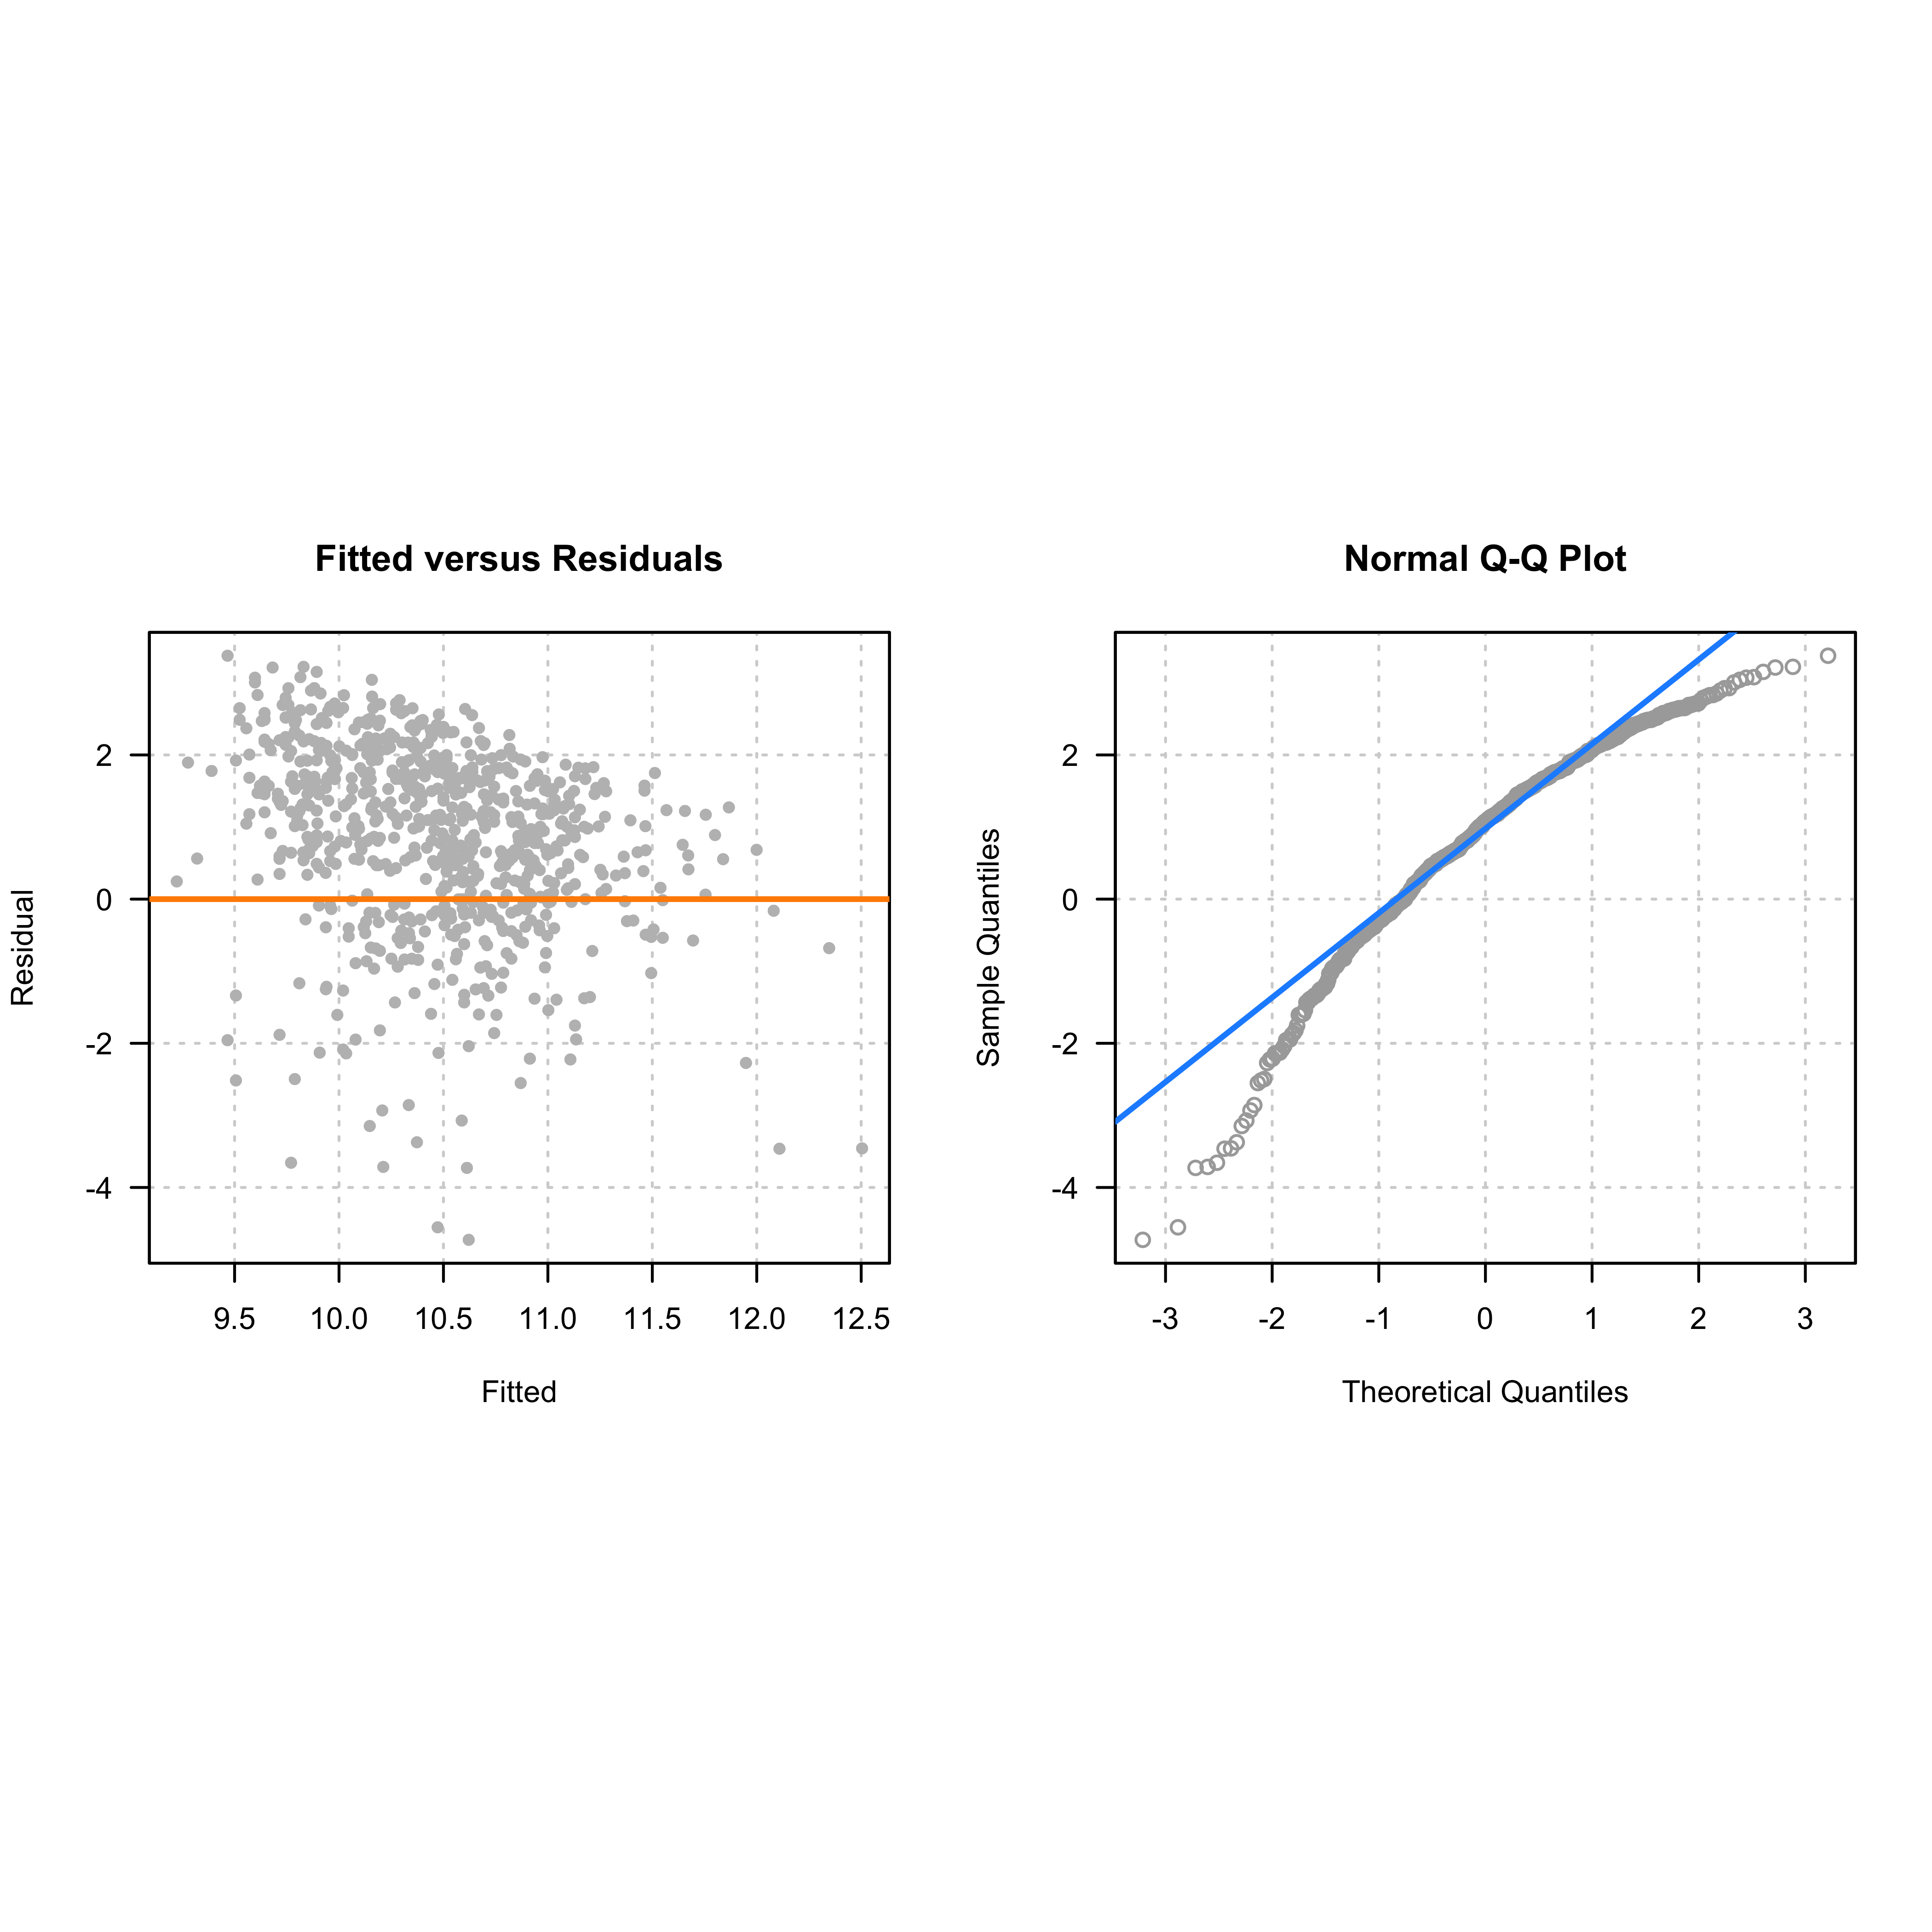 Fitted versus Residuals
Residual
2
0
-2
-4
9.5 10.0 10.5 11.0 11.5 12.0 12.5
Fitted
Normal Q-Q Plot
Sample Quantiles
2
0
-2
-4
-3 -2 -1 0 1 2 3
Theoretical Quantiles